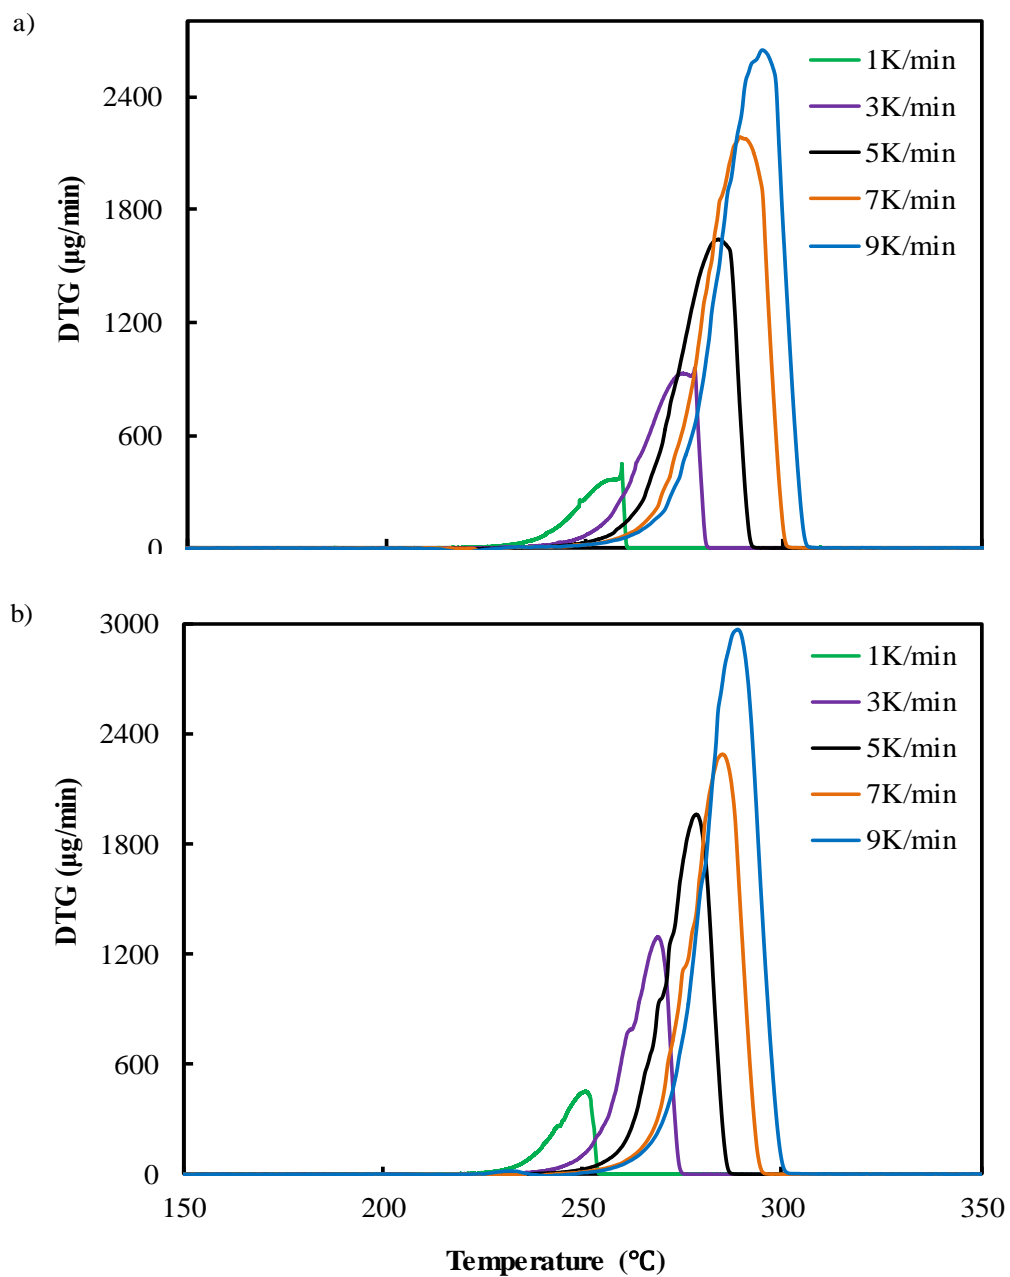 a)
DTG (μg/min)
2400
1800
1200
600
0
1K/min
3K/min
5K/min
7K/min
9K/min
b)
DTG (μg/min)
3000
2400
1800
1200
600
0
1K/min
3K/min
5K/min
7K/min
9K/min
150 200 250 300 350
Temperature (℃)